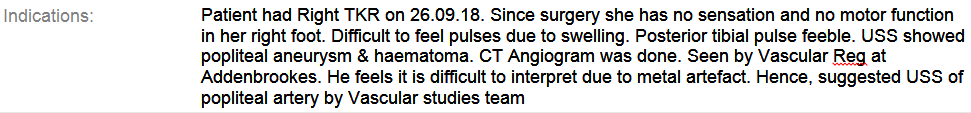 Indications: Patient had Right TKR on 26.09.18. Since surgery she has no sensation and no motor function
in her right foot. Difficult to feel pulses due to swelling. Posterior tibial pulse feeble. USS showed
popliteal aneurysm & haematoma. CT Angiogram was done. Seen by Vascular Reg at
Addenbrookes. He feels it is difficult to interpret due to metal artefact. Hence, suggested USS of
popliteal artery by Vascular studies team